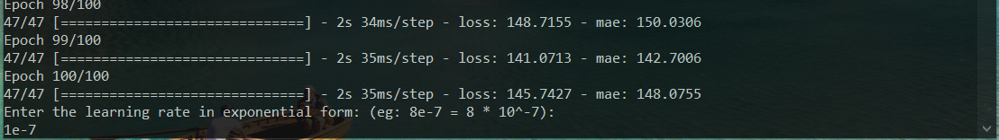 Epoch 98/100
47/47 [==============================] - 2s 34ms/step - loss: 148.7155 - mae: 150.0306
Epoch 99/100
47/47 [==============================] - 2s 35ms/step - loss: 141.0713 - mae: 142.7006
Epoch 100/100
47/47 [==============================] - 2s 35ms/step - loss: 145.7427 - mae: 148.0755
Enter the learning rate in exponential form: (eg: 8e-7 = 8 * 10^-7):
1e-7